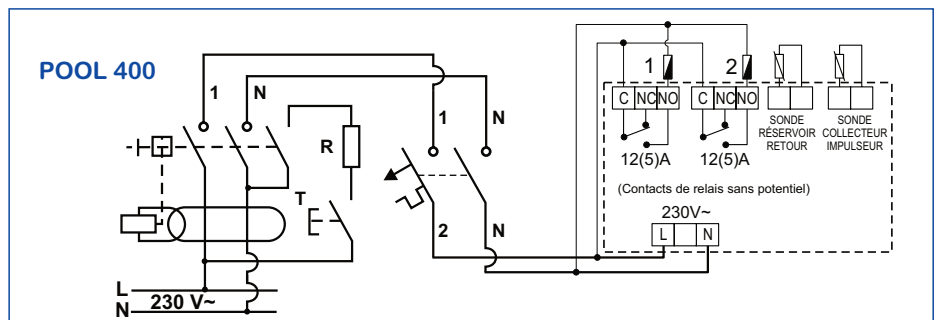 POOL 400
1 N
R
T
L
N 230 V~
1 N
2 N
1 2
C NC NO C NC NO
12(5)A 12(5)A
SONDE
RÉSERVOIR
RETOUR
SONDE
COLLECTEUR
IMPULSEUR
(Contacts de relais sans potentiel)
230V~
L N